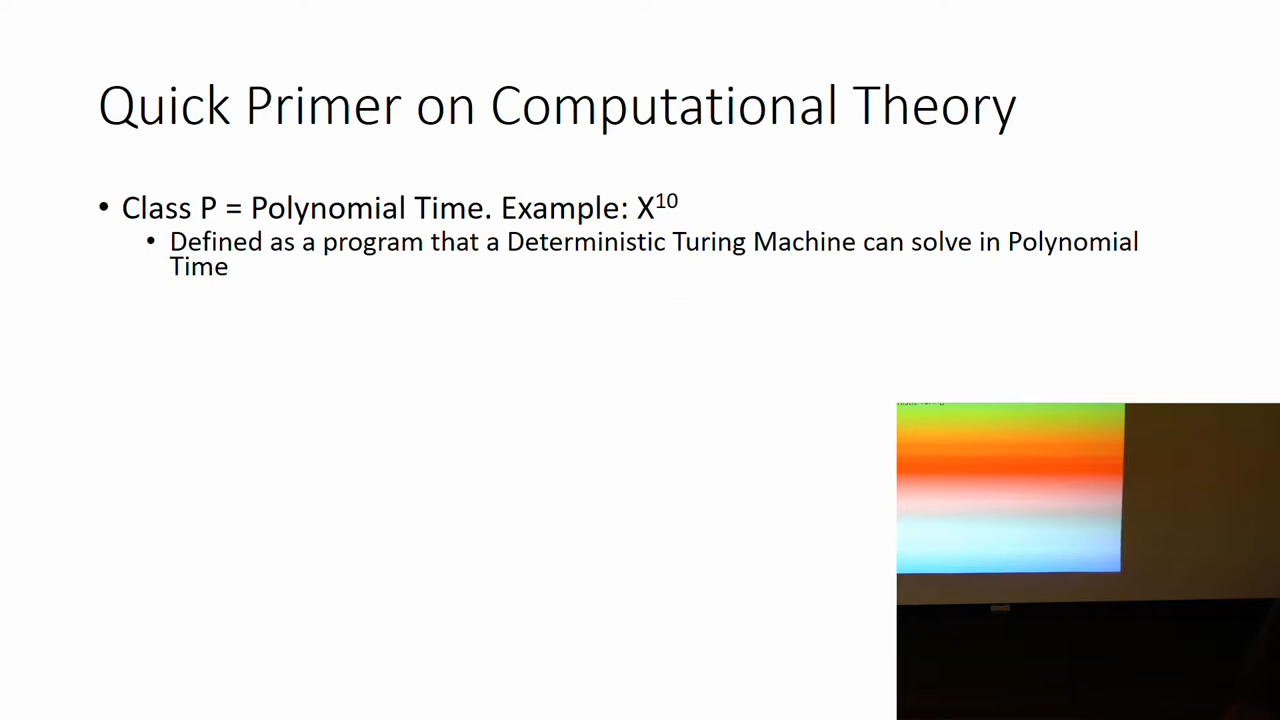 Quick Primer on Computational Theory
• Class P = Polynomial Time. Example: X¹⁰
• Defined as a program that a Deterministic Turing Machine can solve in Polynomial
Time